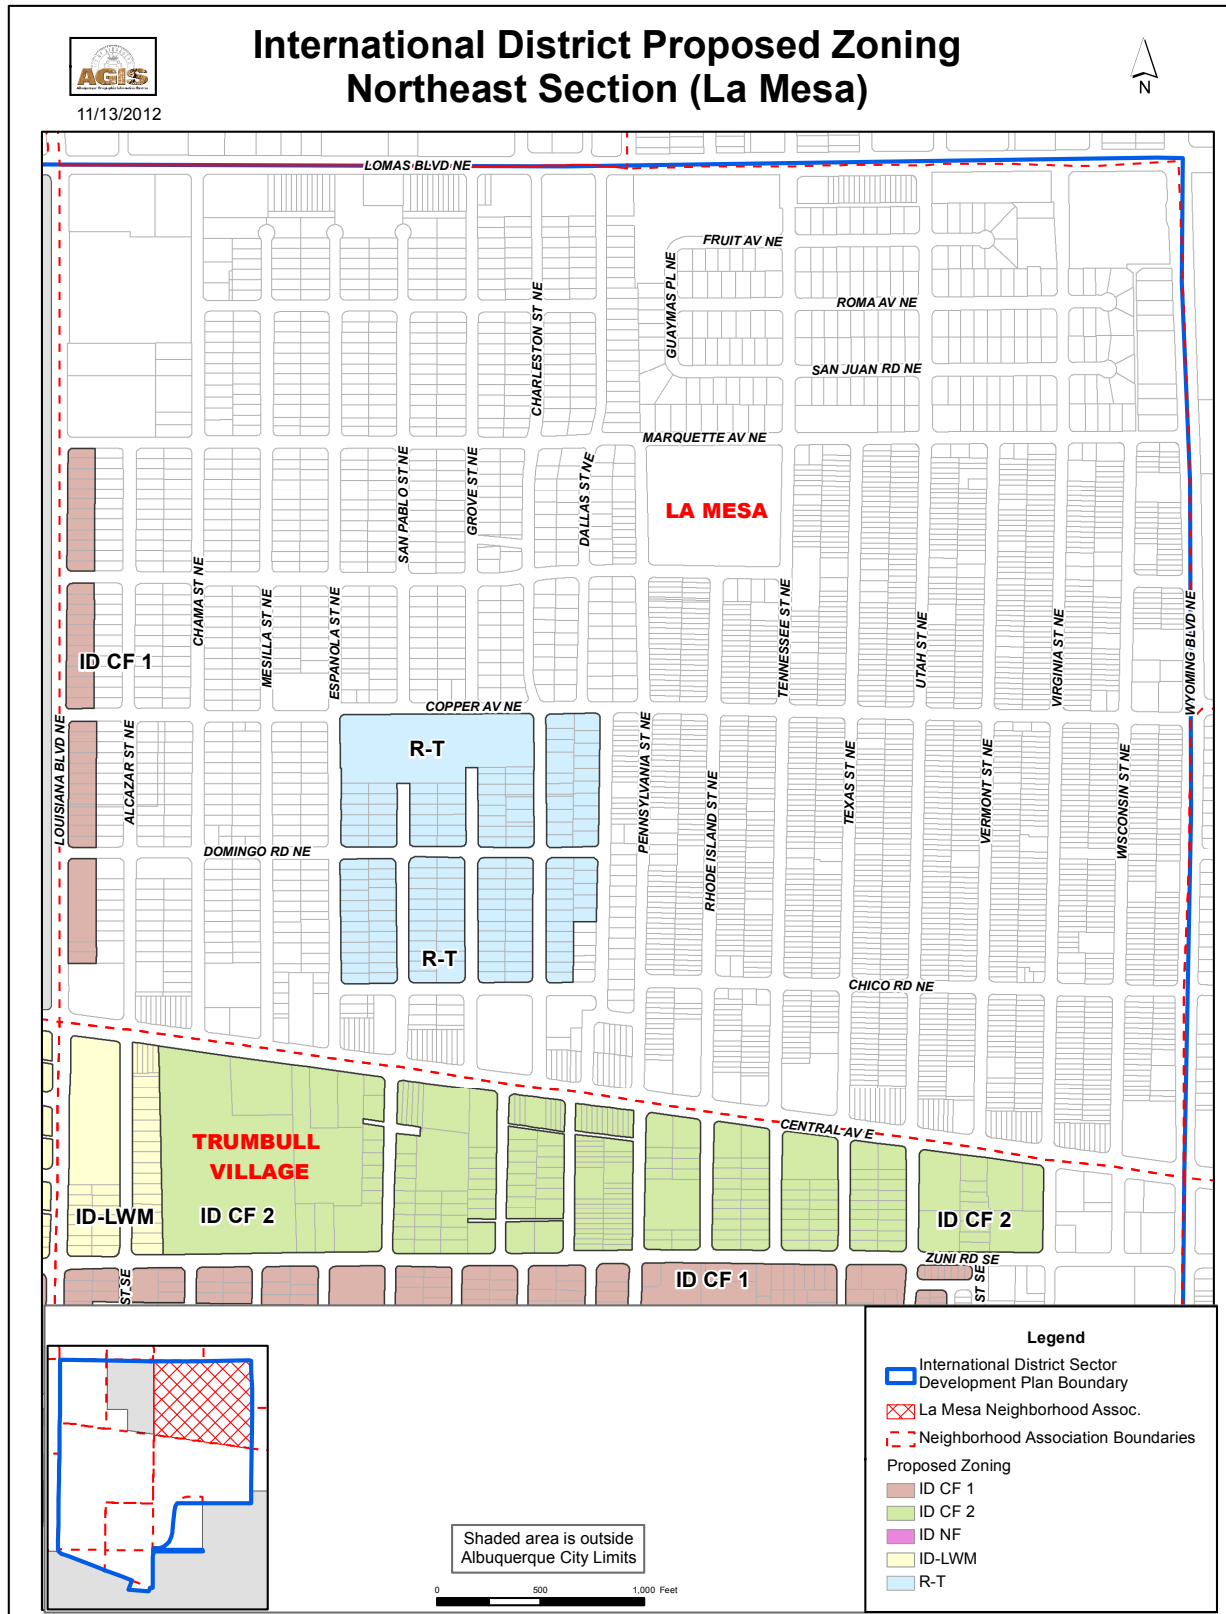 International District Proposed Zoning
Northeast Section (La Mesa)
AGIS
11/13/2012
N
LOMAS BLVD NE
FRUIT AV NE
GUAYMAS PL NE
ROMA AV NE
CHARLESTON ST NE
SAN JUAN RD NE
MARQUETTE AV NE
SAN PABLO ST NE
GROVE ST NE
DALLAS ST NE
LA MESA
CHAMA ST NE
MESILLA ST NE
ESPANOLA ST NE
TENNESSEE ST NE
UTAH ST NE
VIRGINIA ST NE
WYOMING BLVD NE
ID CF 1
COPPER AV NE
LOUISIANA BLVD NE
ALCAZAR ST NE
R-T
PENNSYLVANIA ST NE
RHODE ISLAND ST NE
TEXAS ST NE
VERMONT ST NE
WISCONSIN ST NE
DOMINGO RD NE
R-T
CHICO RD NE
CENTRAL AV E
TRUMBULL
VILLAGE
ID-LWM
ID CF 2
ID CF 2
ZUNI RD SE
ST SE
ID CF 1
ST SE
Legend
International District Sector
Development Plan Boundary
La Mesa Neighborhood Assoc.
Neighborhood Association Boundaries
Proposed Zoning
ID CF 1
ID CF 2
ID NF
ID-LWM
R-T
Shaded area is outside
Albuquerque City Limits
0 500 1,000 Feet